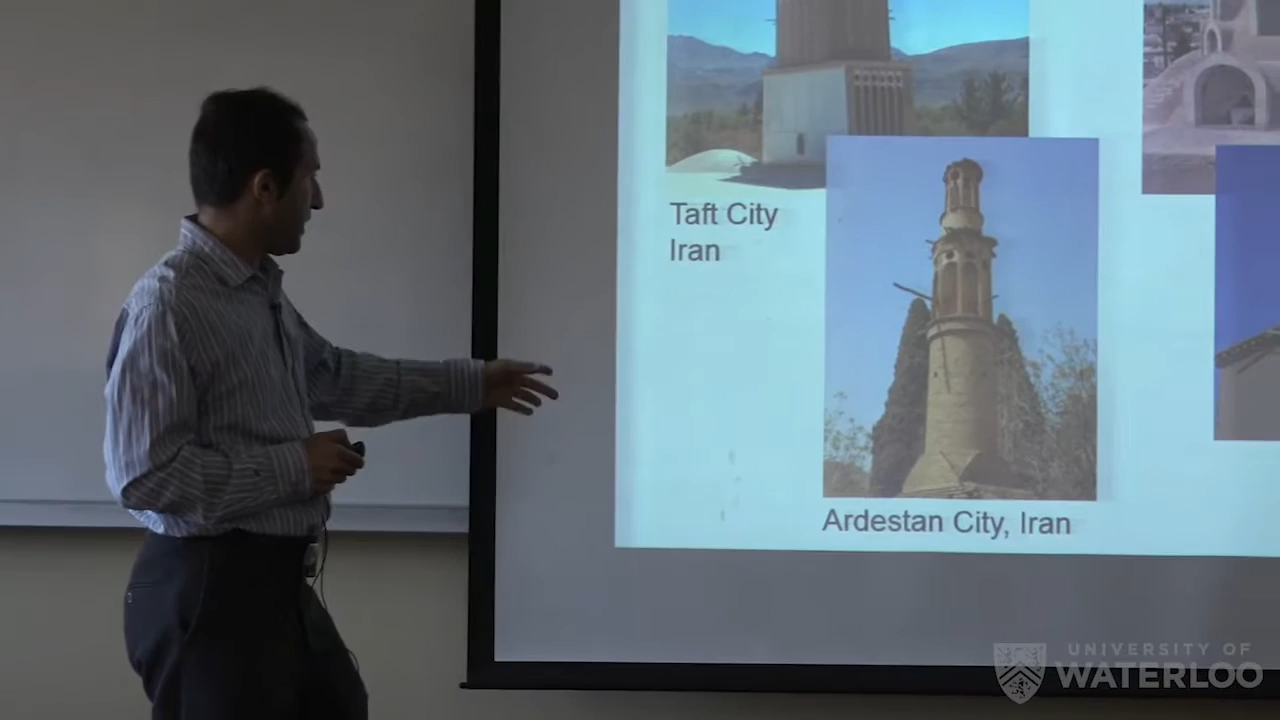 Taft City
Iran
Ardestan City, Iran
UNIVERSITY OF
WATERLOO